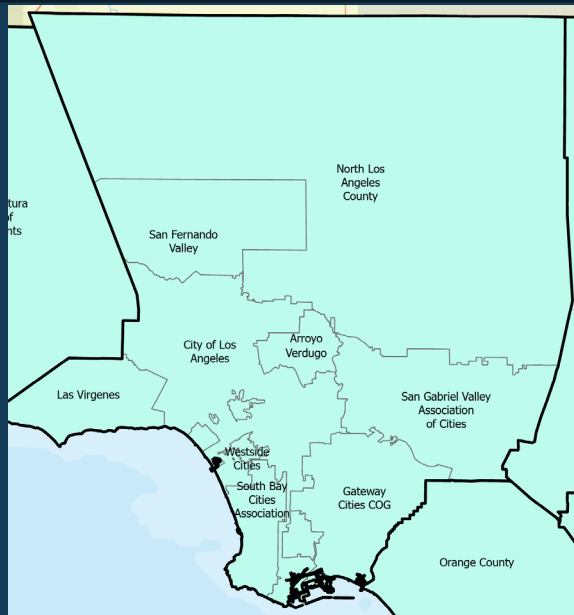 North Los
Angeles
County
tura
of
nts
San Fernando
Valley
City of Los
Angeles
Arroyo
Verdugo
Las Virgenes
San Gabriel Valley
Association
of Cities
Westside
Cities
South Bay
Cities
Association
Gateway
Cities COG
Orange County